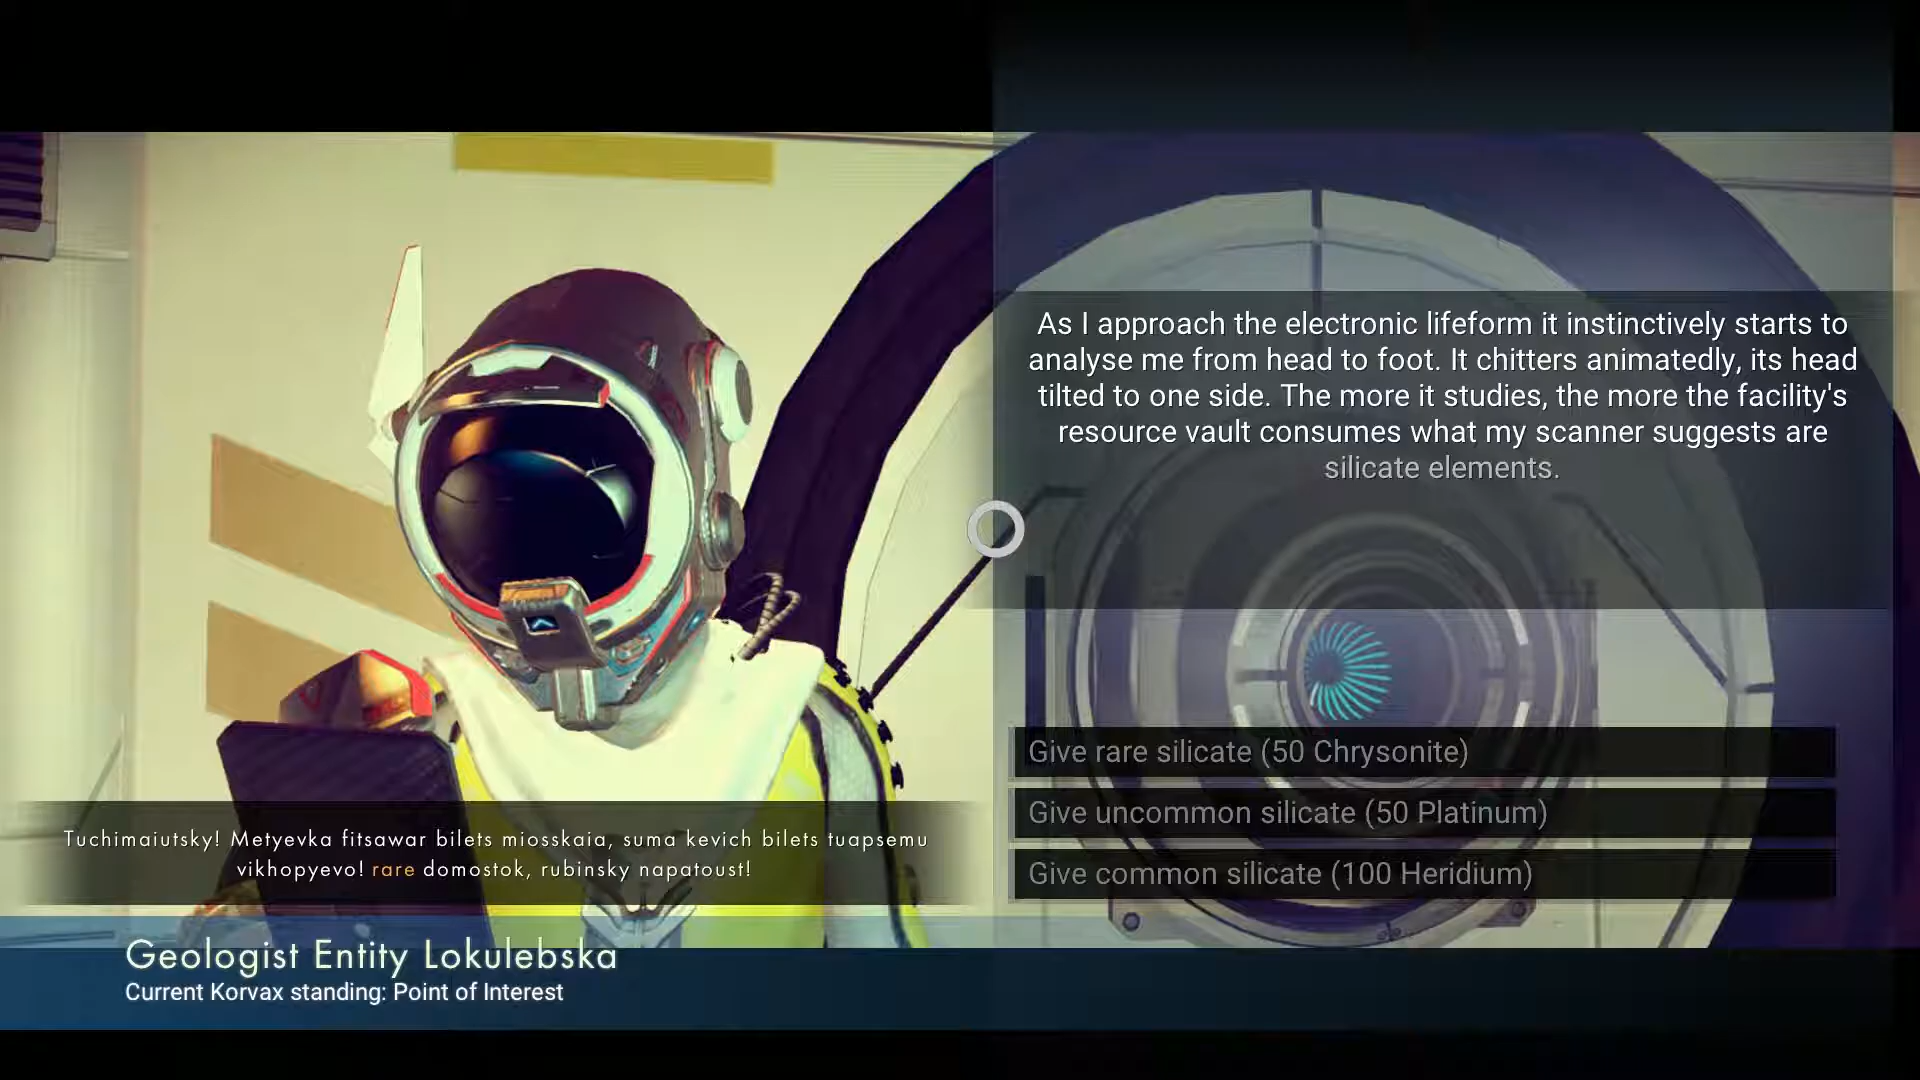 As I approach the electronic lifeform it instinctively starts to
analyse me from head to foot. It chitters animatedly, its head
tilted to one side. The more it studies, the more the facility's
resource vault consumes what my scanner suggests are
silicate elements.
Give rare silicate (50 Chrysonite)
Give uncommon silicate (50 Platinum)
Give common silicate (100 Heridium)
Tuchimaiutsky! Metyevka fitsawar bilets miosskaia, suma kevich bilets tuapsemu
vikhopyevo! rare domostok, rubinsky napatoust!
Geologist Entity Lokulebska
Current Korvax standing: Point of Interest